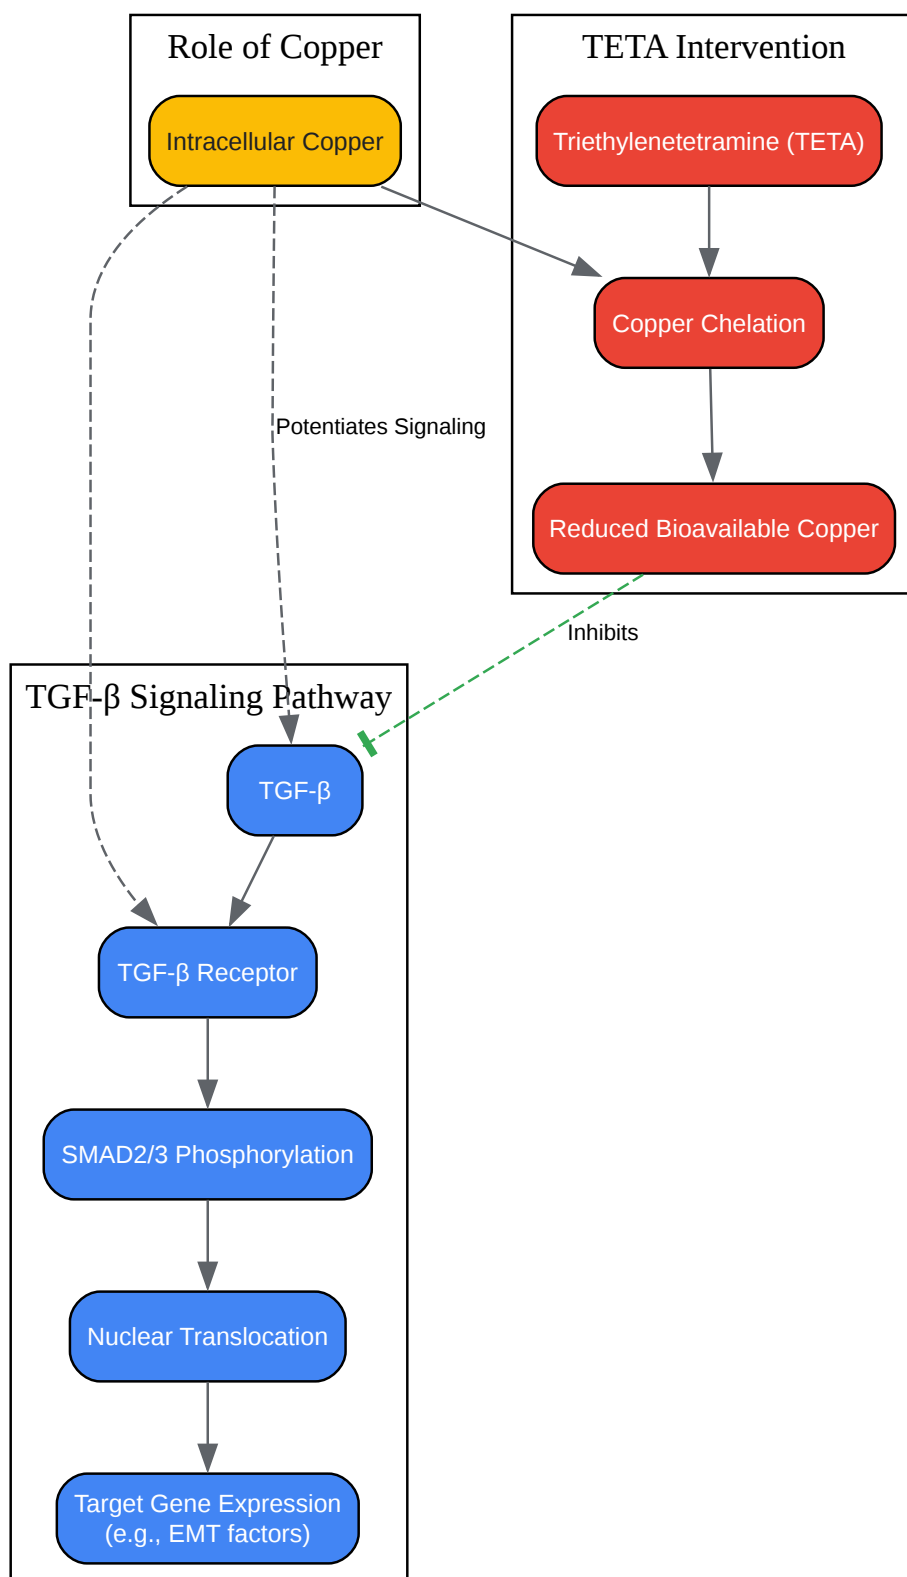 Role of Copper
Intracellular Copper
TETA Intervention
Triethylenetetramine (TETA)
Copper Chelation
Potentiates Signaling
Reduced Bioavailable Copper
Inhibits
TGF-β Signaling Pathway
TGF-β
TGF-β Receptor
SMAD2/3 Phosphorylation
Nuclear Translocation
Target Gene Expression
(e.g., EMT factors)